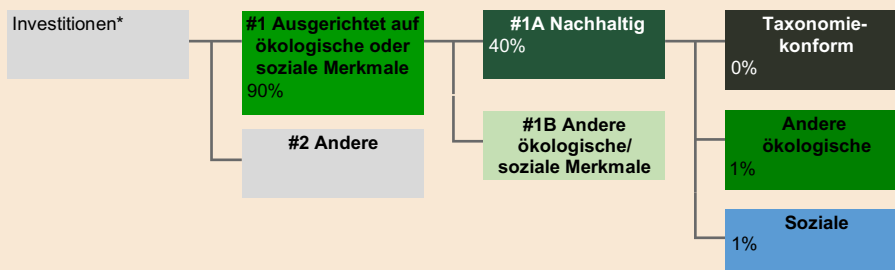 Investitionen*
#1 Ausgerichtet auf
ökologische oder
soziale Merkmale
90%
#2 Andere
#1A Nachhaltig
40%
#1B Andere
ökologische/
soziale Merkmale
Taxonomie-
konform
0%
Andere
ökologische
1%
Soziale
1%